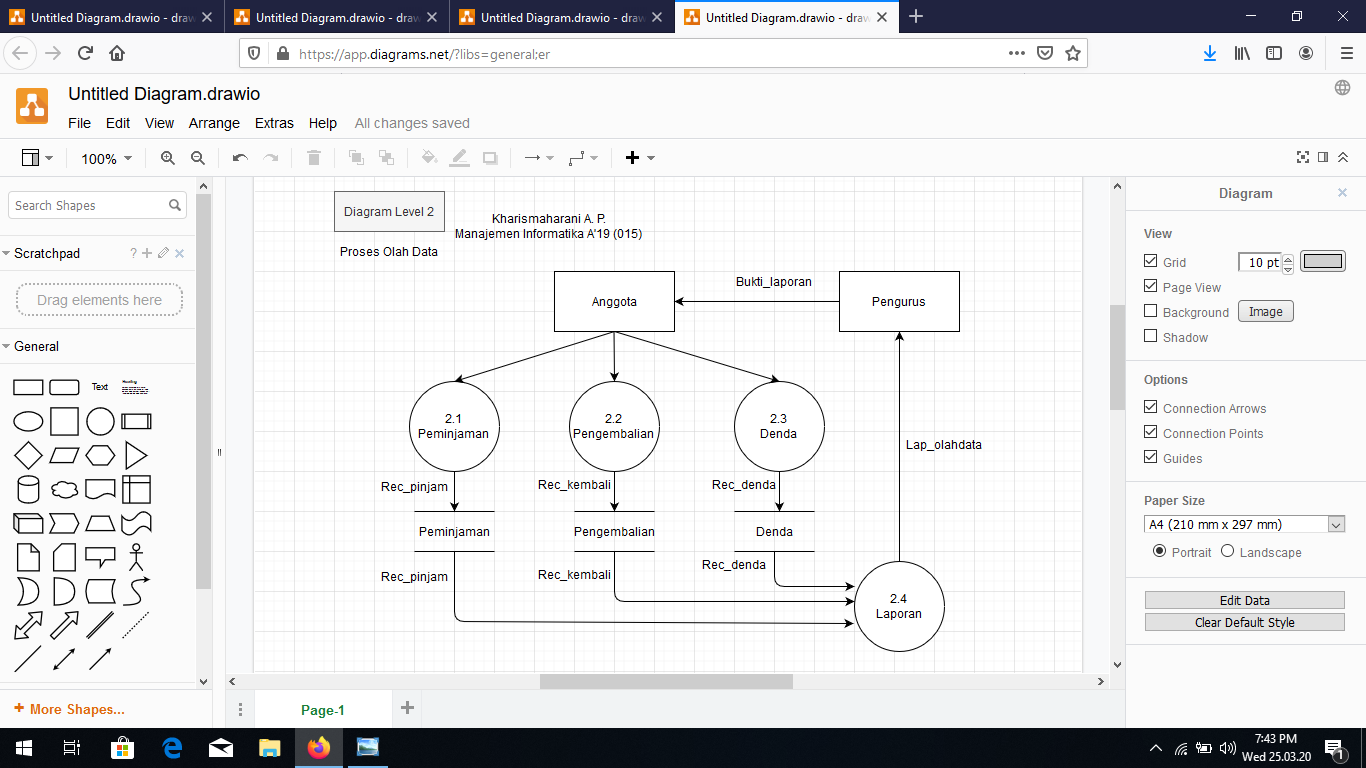 Untitled Diagram.drawio - draw
Untitled Diagram.drawio - draw
Untitled Diagram.drawio - draw
Untitled Diagram.drawio - draw
https://app.diagrams.net/?libs=general;er
Untitled Diagram.drawio
File Edit View Arrange Extras Help All changes saved
100%
Search Shapes
Scratchpad
?
Drag elements here
General
Text
Heading
More Shapes...
Diagram Level 2
Kharismaharani A. P.
Manajemen Informatika A'19 (015)
Proses Olah Data
Anggota
Bukti_laporan
Pengurus
2.1
Peminjaman
2.2
Pengembalian
2.3
Denda
Lap_olahdata
Rec_pinjam
Rec_kembali
Rec_denda
Peminjaman
Pengembalian
Denda
Rec_pinjam
Rec_kembali
Rec_denda
2.4
Laporan
Page-1
Diagram
View
Grid
10 pt
Page View
Background
Image
Shadow
Options
Connection Arrows
Connection Points
Guides
Paper Size
A4 (210 mm x 297 mm)
Portrait
Landscape
Edit Data
Clear Default Style
7:43 PM
Wed 25.03.20
1